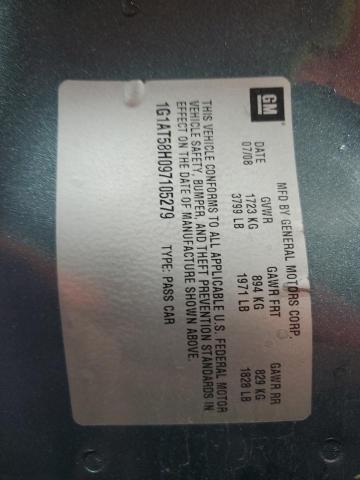 GM
MFD BY GENERAL MOTORS CORP.
DATE GVWR GAWR FRT GAWR RR
07/08 1723 KG 894 KG 829 KG
3799 LB 1971 LB 1828 LB
THIS VEHICLE CONFORMS TO ALL APPLICABLE U.S. FEDERAL MOTOR
VEHICLE SAFETY, BUMPER, AND THEFT PREVENTION STANDARDS IN
EFFECT ON THE DATE OF MANUFACTURE SHOWN ABOVE.
1G1AT58H097105279 TYPE: PASS CAR